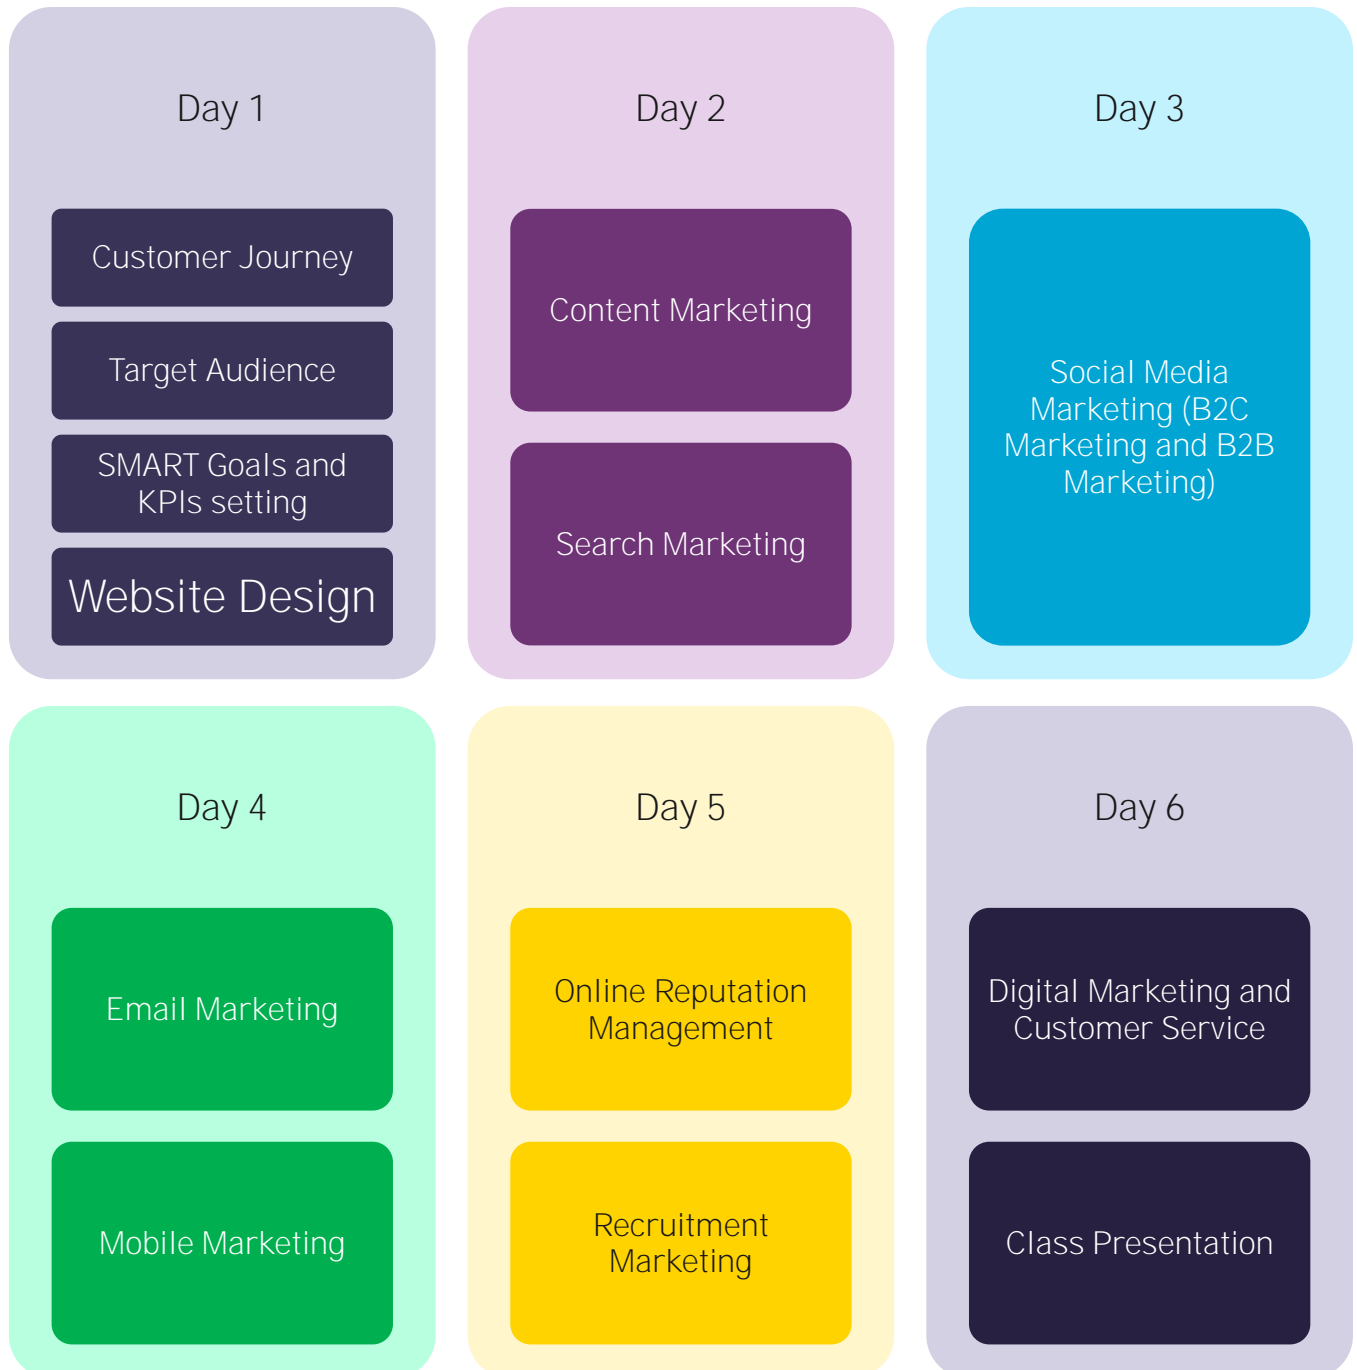 Day 1
Customer Journey
Target Audience
SMART Goals and
KPIs setting
Website Design
Day 2
Content Marketing
Search Marketing
Day 3
Social Media
Marketing (B2C
Marketing and B2B
Marketing)
Day 4
Email Marketing
Mobile Marketing
Day 5
Online Reputation
Management
Recruitment
Marketing
Day 6
Digital Marketing and
Customer Service
Class Presentation